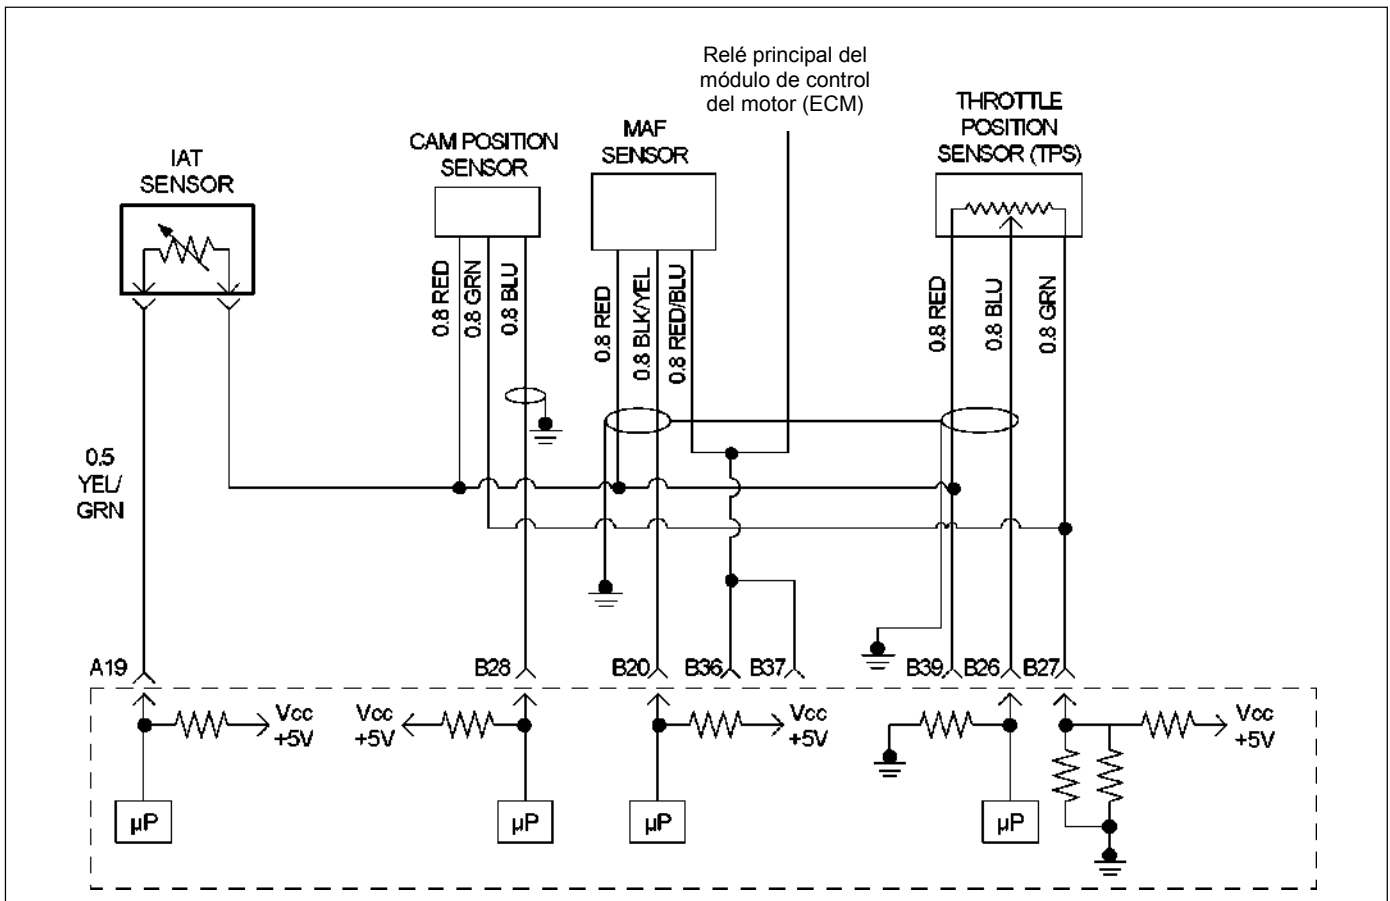 Relé principal del
módulo de control
del motor (ECM)
THROTTLE
POSITION
SENSOR (TPS)
MAF
SENSOR
CAM POSITION
SENSOR
IAT
SENSOR
0.8 RED
0.8 GRN
0.8 BLU
0.8 RED
0.8 BLK/YEL
0.8 RED/BLU
0.8 RED
0.8 BLU
0.8 GRN
0.5
YEL/
GRN
A19
B28
B20
B36
B37
B39
B26
B27
Vcc
+5V
Vcc
+5V
Vcc
+5V
Vcc
+5V
µP
µP
µP
µP